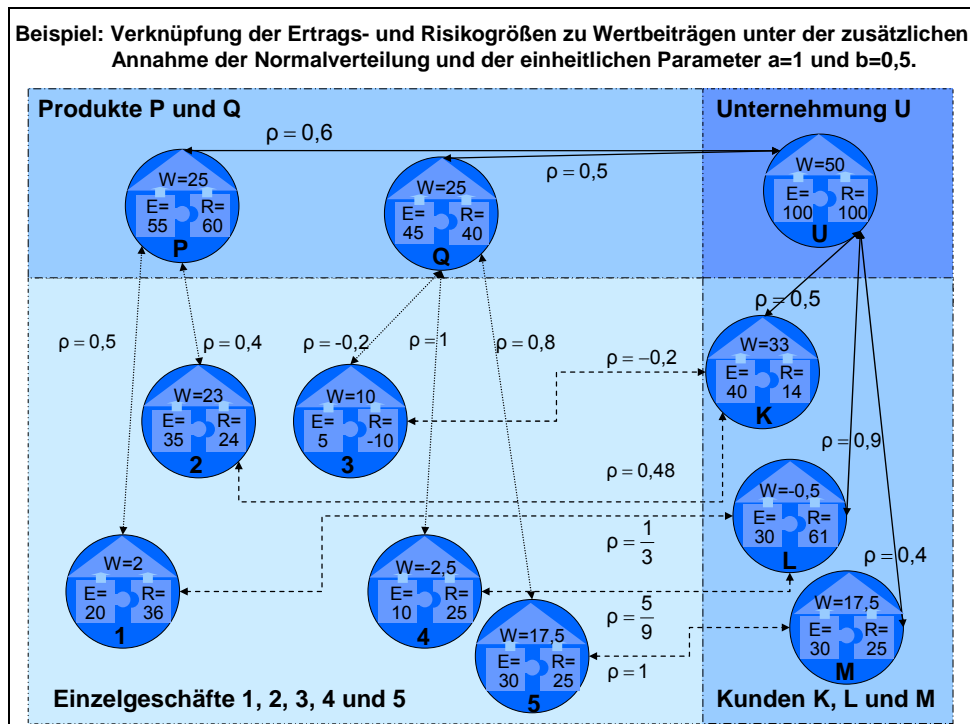 Beispiel: Verknüpfung der Ertrags- und Risikogrößen zu Wertbeiträgen unter der zusätzlichen
Annahme der Normalverteilung und der einheitlichen Parameter a=1 und b=0,5.
Produkte P und Q
Unternehmung U
ρ = 0,6
ρ = 0,5
W=25
E=
55
R=
60
P
W=25
E=
45
R=
40
Q
W=50
E=
100
R=
100
U
ρ = 0,5
ρ = 0,4
ρ = -0,2
ρ = 1
ρ = 0,8
ρ = −0,2
ρ = 0,5
W=33
E=
40
R=
14
K
W=23
E=
35
R=
24
2
W=10
E=
5
R=
-10
3
ρ = 0,48
ρ = 0,9
ρ = 1/3
W=-0,5
E=
30
R=
61
L
ρ = 0,4
W=2
E=
20
R=
36
1
W=-2,5
E=
10
R=
25
4
ρ = 5/9
W=17,5
E=
30
R=
25
5
ρ = 1
W=17,5
E=
30
R=
25
M
Einzelgeschäfte 1, 2, 3, 4 und 5
Kunden K, L und M